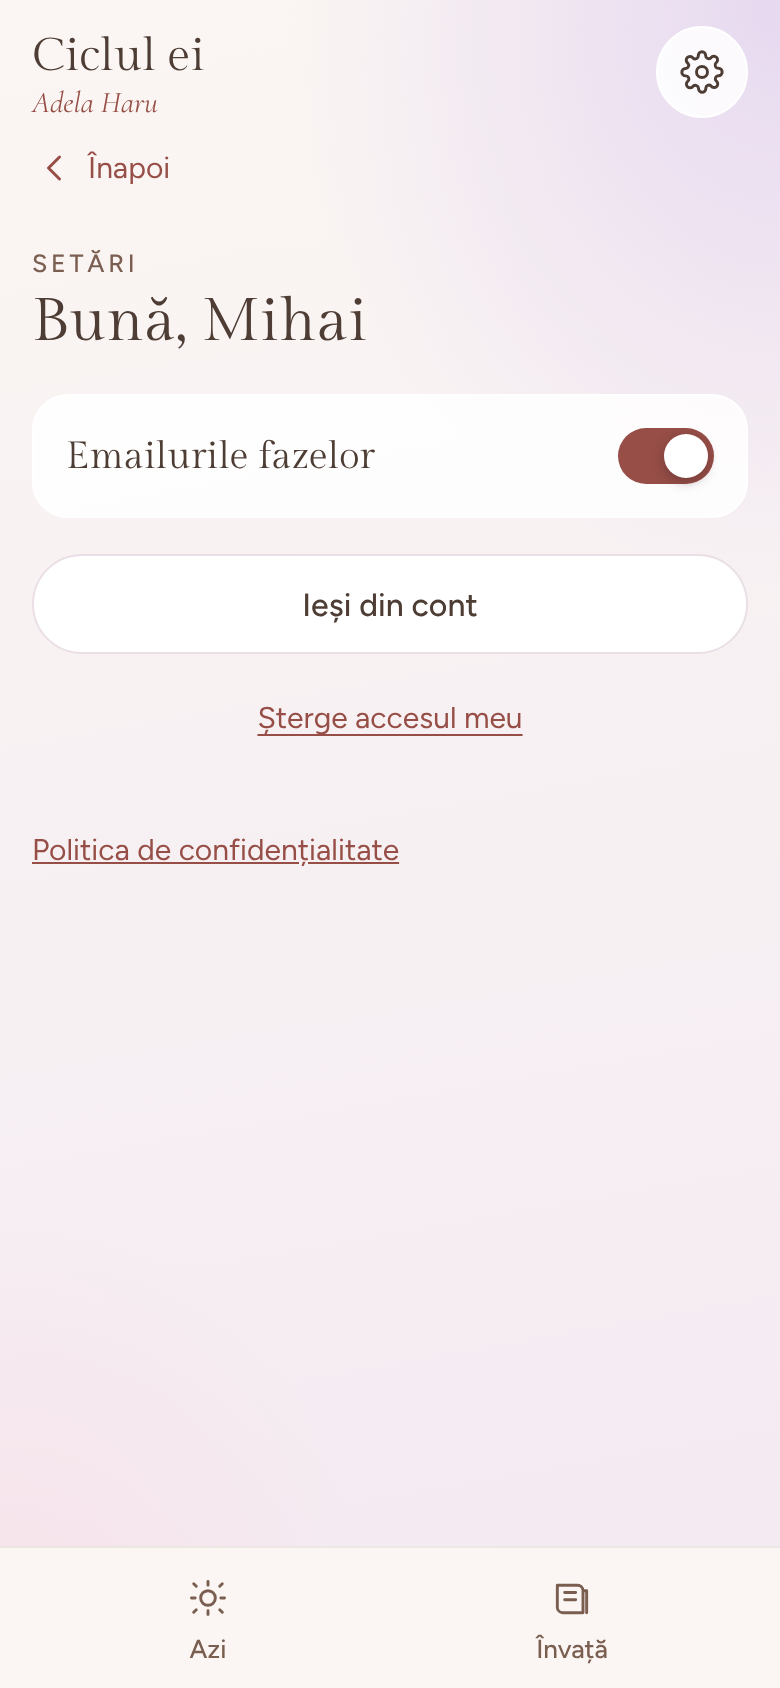 Ciclul ei
Adela Haru
Înapoi
SETĂRI
Bună, Mihai
Emailurile fazelor
Ieși din cont
Șterge accesul meu
Politica de confidențialitate
Azi
Învață